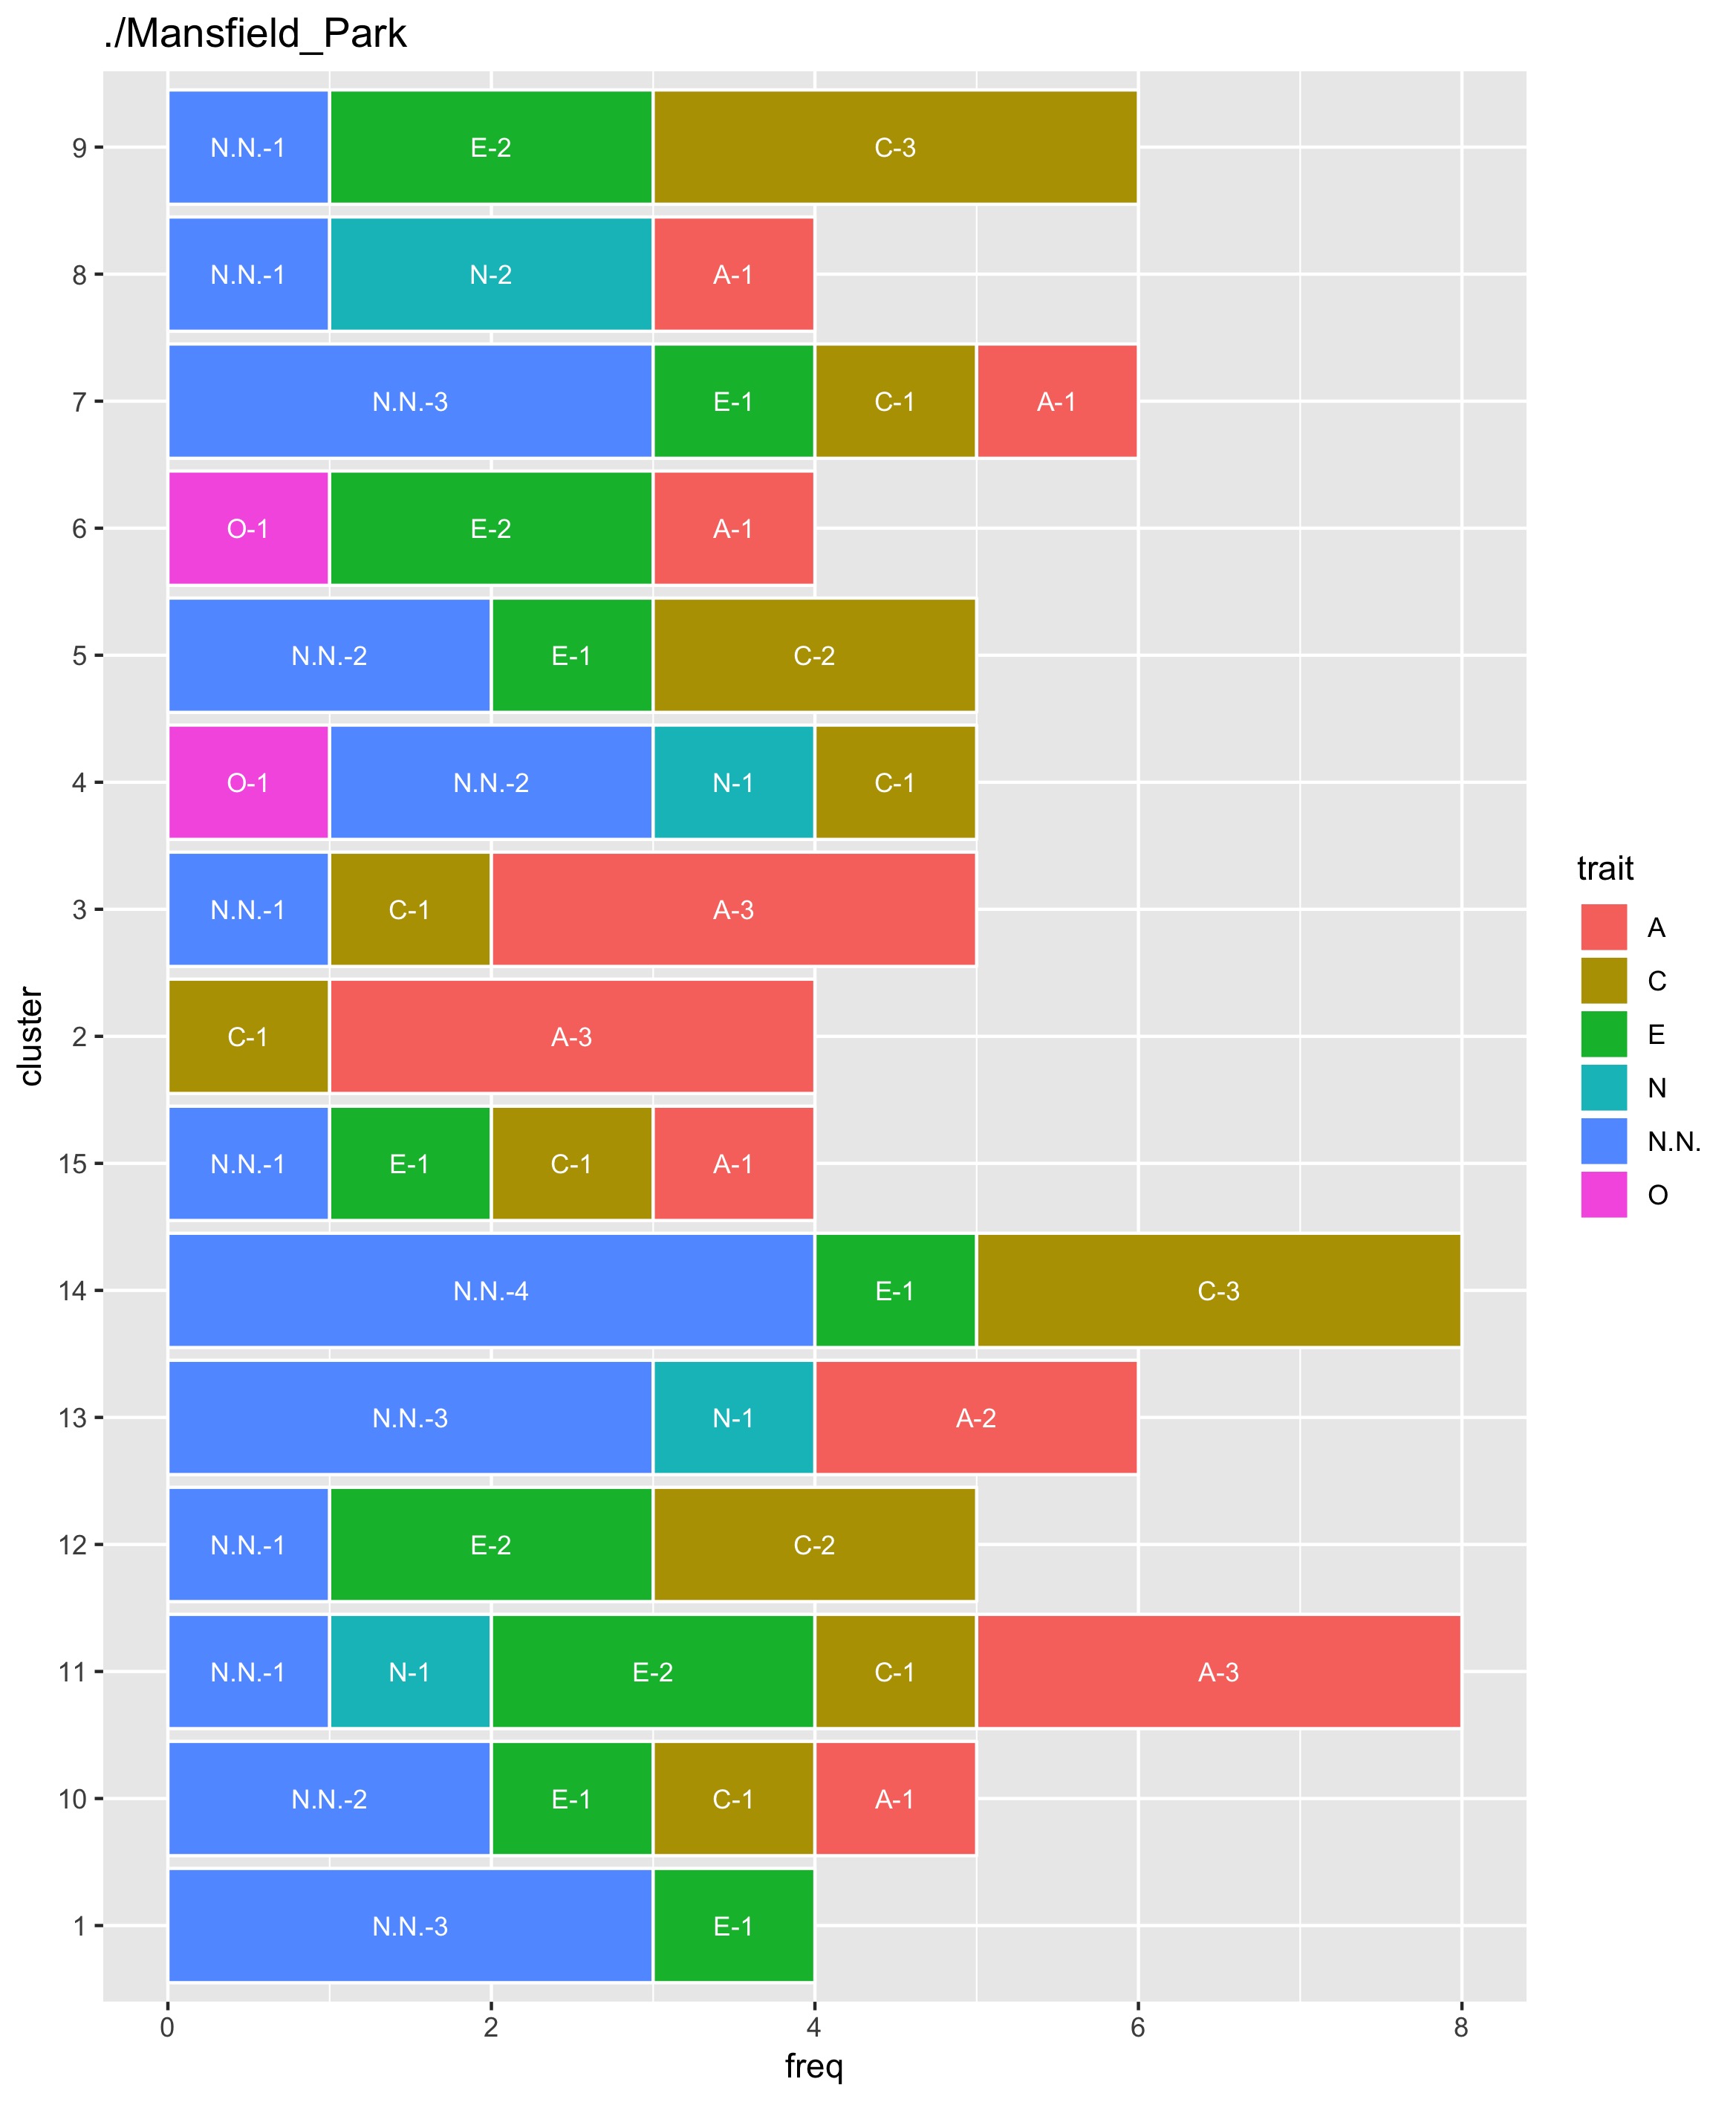 ./Mansfield_Park
9 N.N.-1 E-2 C-3
8 N.N.-1 N-2 A-1
7 N.N.-3 E-1 C-1 A-1
6 O-1 E-2 A-1
5 N.N.-2 E-1 C-2
4 O-1 N.N.-2 N-1 C-1
3 N.N.-1 C-1 A-3
2 C-1 A-3
15 N.N.-1 E-1 C-1 A-1
14 N.N.-4 E-1 C-3
13 N.N.-3 N-1 A-2
12 N.N.-1 E-2 C-2
11 N.N.-1 N-1 E-2 C-1 A-3
10 N.N.-2 E-1 C-1 A-1
1 N.N.-3 E-1
0 2 4 6 8
freq
cluster
trait
A
C
E
N
N.N.
O